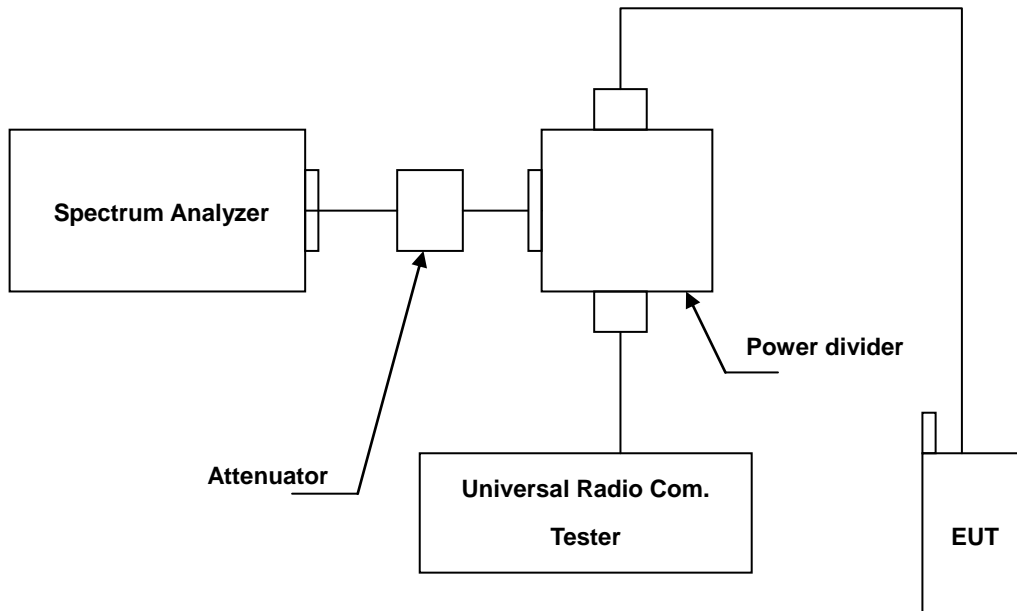 Spectrum Analyzer
Power divider
Attenuator
Universal Radio Com.
Tester
EUT